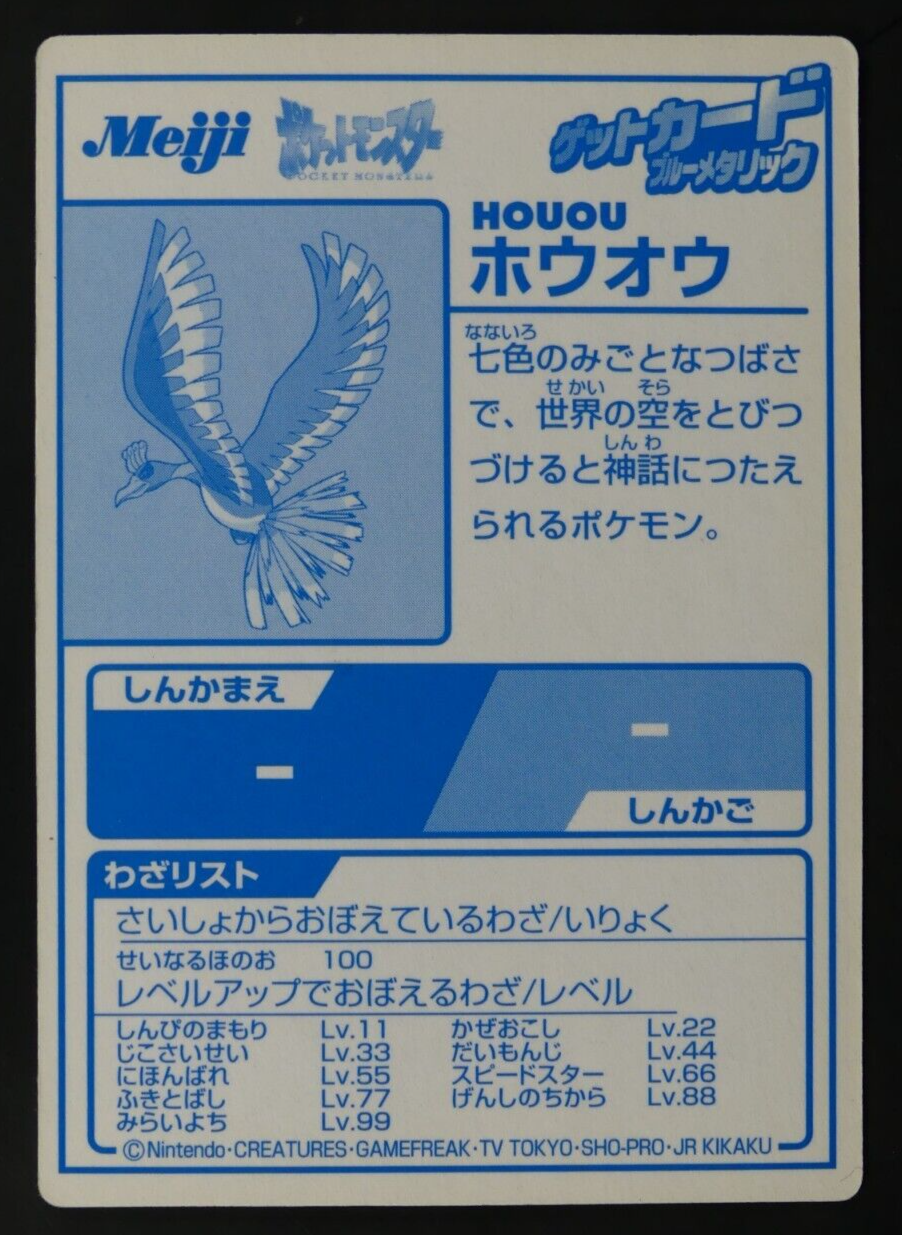 Meiji
ポケットモンスター
POCKET MONSTERS
ゲットカード
ブルーメタリック
HOUOU
ホウオウ
なないろ
七色のみごとなつばさ
せかい そら
で、世界の空をとびつ
しんわ
づけると神話につたえ
られるポケモン。
しんかまえ
-
-
しんかご
わざリスト
さいしょからおぼえているわざ/いりょく
せいなるほのお 100
レベルアップでおぼえるわざ/レベル
しんぴのまもり Lv.11 かぜおこし Lv.22
じこさいせい Lv.33 だいもんじ Lv.44
にほんばれ Lv.55 スピードスター Lv.66
ふきとばし Lv.77 げんしのちから Lv.88
みらいよち Lv.99
©Nintendo・CREATURES・GAMEFREAK・TV TOKYO・SHO-PRO・JR KIKAKU